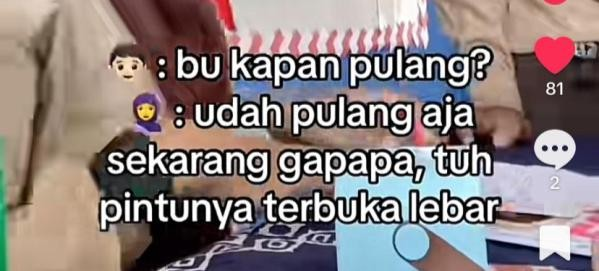 👦🏻 : bu kapan pulang?
🧕 : udah pulang aja
sekarang gapapa, tuh
pintunya terbuka lebar
81
2